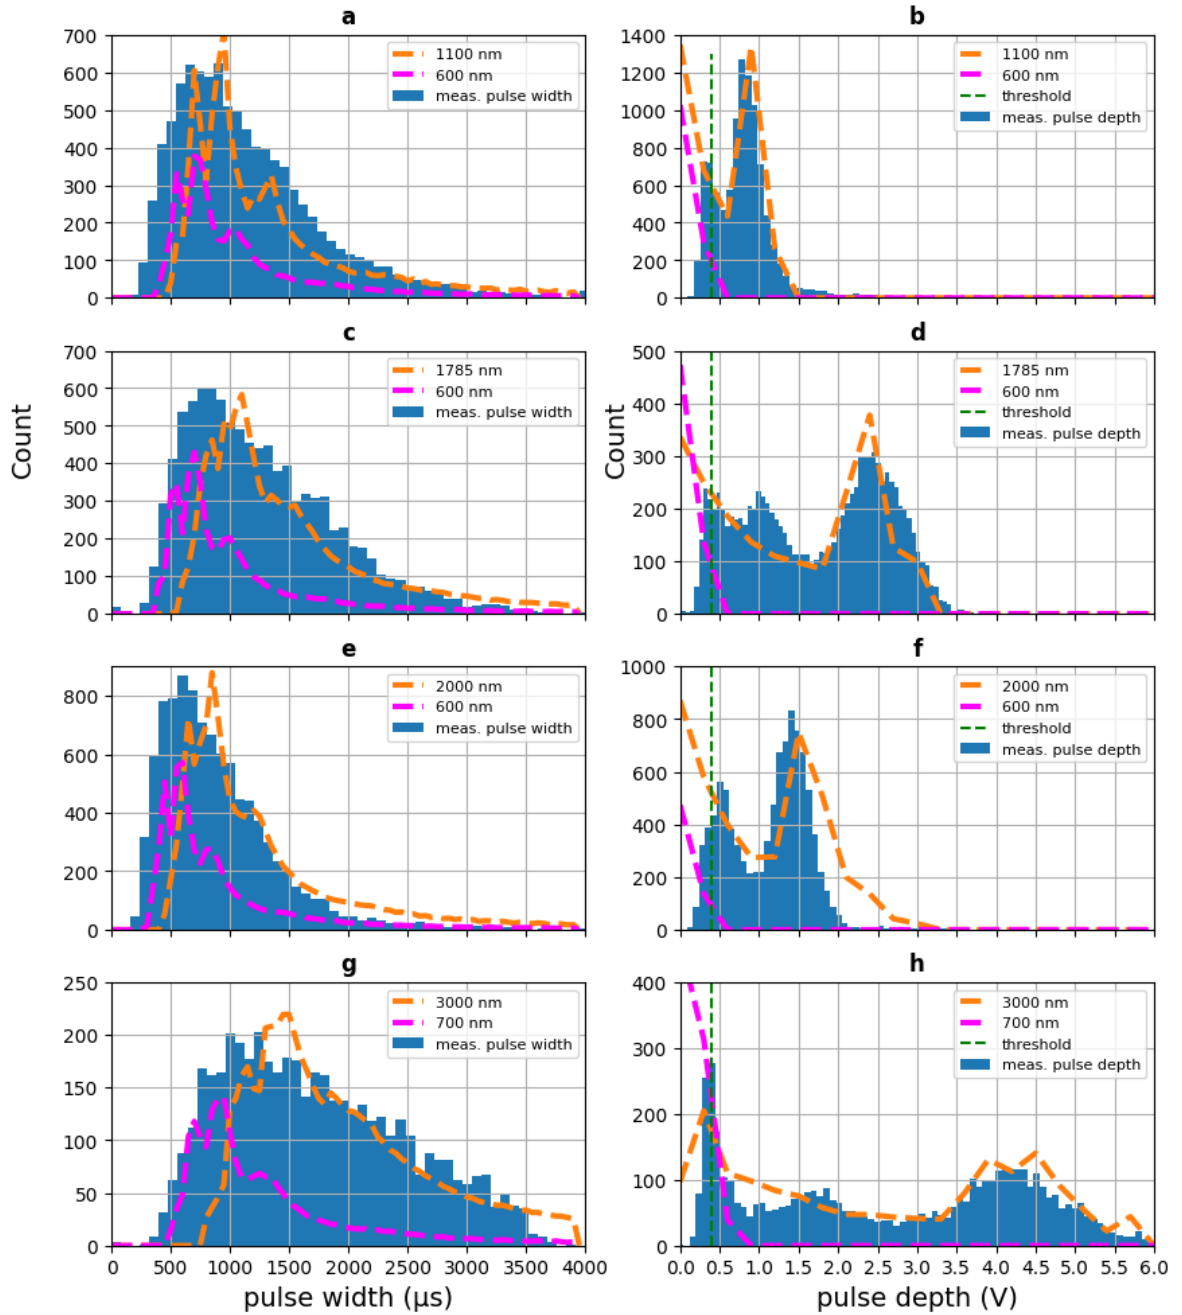 a
700
600
500
400
300
200
100
0
1100 nm
600 nm
meas. pulse width
b
1400
1200
1000
800
600
400
200
0
1100 nm
600 nm
threshold
meas. pulse depth
c
700
600
500
400
300
200
100
0
1785 nm
600 nm
meas. pulse width
Count
d
500
400
300
200
100
0
1785 nm
600 nm
threshold
meas. pulse depth
Count
e
800
600
400
200
0
2000 nm
600 nm
meas. pulse width
f
1000
800
600
400
200
0
2000 nm
600 nm
threshold
meas. pulse depth
g
250
200
150
100
50
0
3000 nm
700 nm
meas. pulse width
0 500 1000 1500 2000 2500 3000 3500 4000
pulse width (μs)
h
400
300
200
100
0
3000 nm
700 nm
threshold
meas. pulse depth
0.0 0.5 1.0 1.5 2.0 2.5 3.0 3.5 4.0 4.5 5.0 5.5 6.0
pulse depth (V)